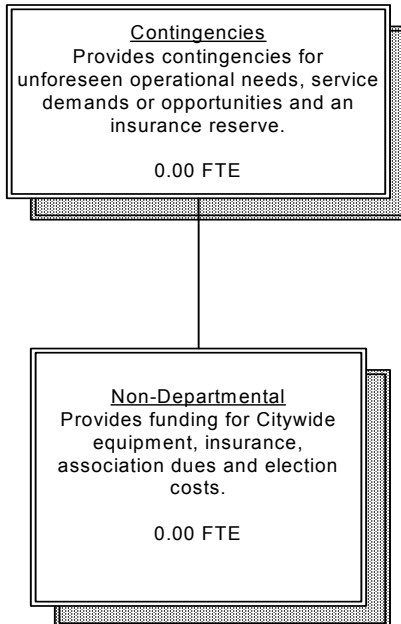 Contingencies
Provides contingencies for
unforeseen operational needs, service
demands or opportunities and an
insurance reserve.
0.00 FTE
Non-Departmental
Provides funding for Citywide
equipment, insurance,
association dues and election
costs.
0.00 FTE